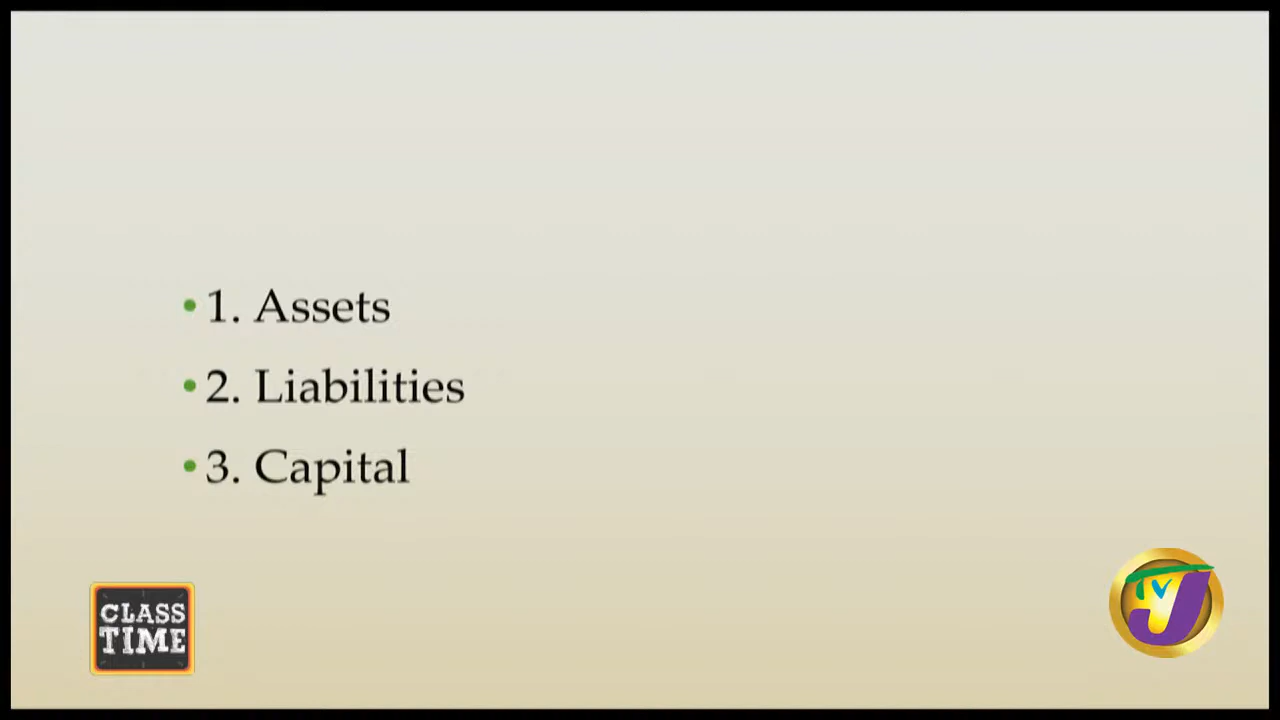 • 1. Assets
• 2. Liabilities
• 3. Capital
CLASS
TIME
TVJ